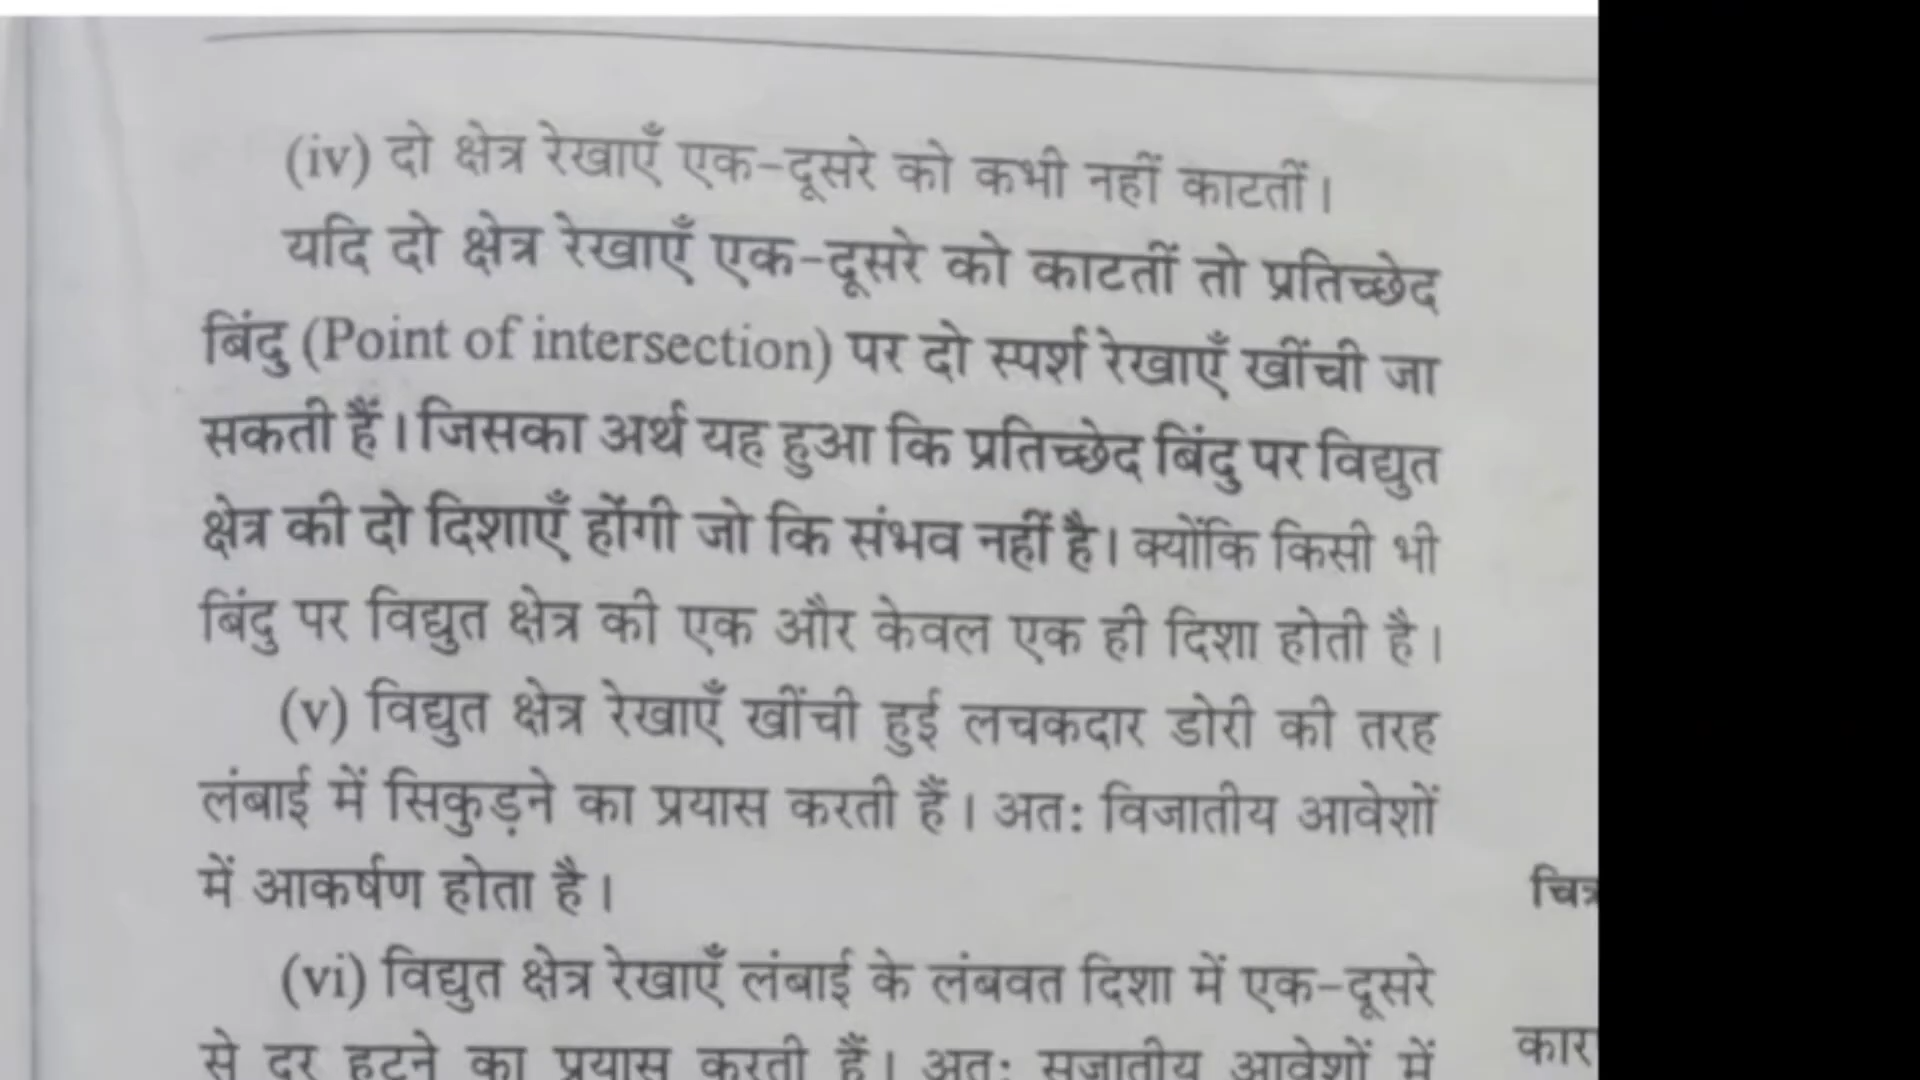 (iv) दो क्षेत्र रेखाएँ एक-दूसरे को कभी नहीं काटतीं।
यदि दो क्षेत्र रेखाएँ एक-दूसरे को काटतीं तो प्रतिच्छेद
बिंदु (Point of intersection) पर दो स्पर्श रेखाएँ खींची जा
सकती हैं। जिसका अर्थ यह हुआ कि प्रतिच्छेद बिंदु पर विद्युत
क्षेत्र की दो दिशाएँ होंगी जो कि संभव नहीं है। क्योंकि किसी भी
बिंदु पर विद्युत क्षेत्र की एक और केवल एक ही दिशा होती है।
(v) विद्युत क्षेत्र रेखाएँ खींची हुई लचकदार डोरी की तरह
लंबाई में सिकुड़ने का प्रयास करती हैं। अत: विजातीय आवेशों
में आकर्षण होता है।
(vi) विद्युत क्षेत्र रेखाएँ लंबाई के लंबवत दिशा में एक-दूसरे
से दूर हटने का प्रयास करती हैं। अत: सजातीय आवेशों में
चित्र
कार